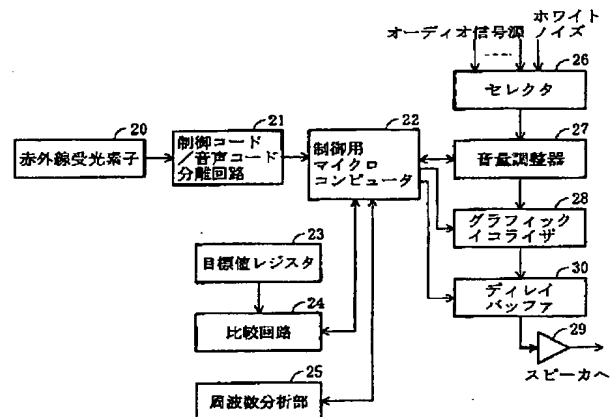 ホワイト
オーディオ信号源 ノイズ
26
セレクタ
20
赤外線受光素子
21
制御コード
/音声コード
分離回路
22
制御用
マイクロ
コンピュータ
27
音量調整器
28
グラフィック
イコライザ
23
目標値レジスタ
30
ディレイ
バッファ
24
比較回路
29
スピーカへ
25
周波数分析部